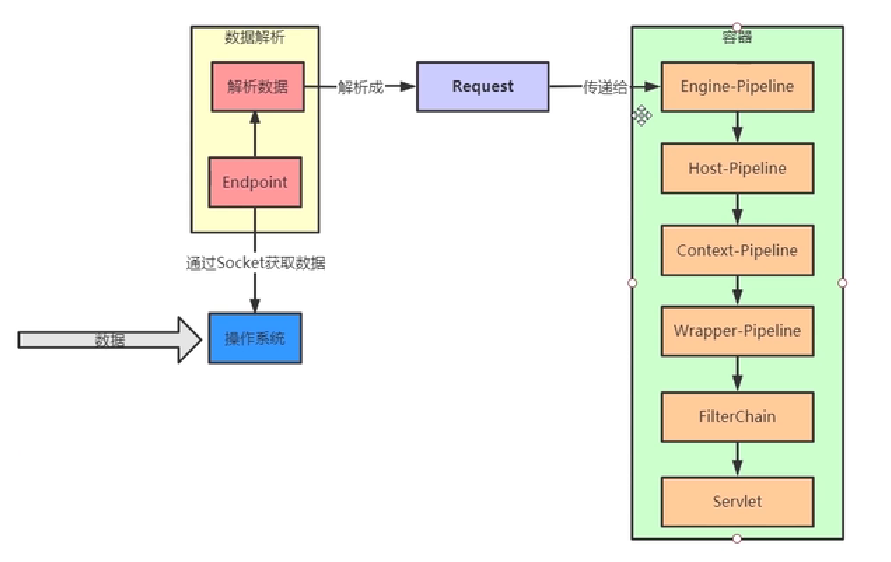 数据解析
解析数据
解析成
Request
传递给
容器
Engine-Pipeline
Endpoint
Host-Pipeline
通过Socket获取数据
Context-Pipeline
数据
操作系统
Wrapper-Pipeline
FilterChain
Servlet